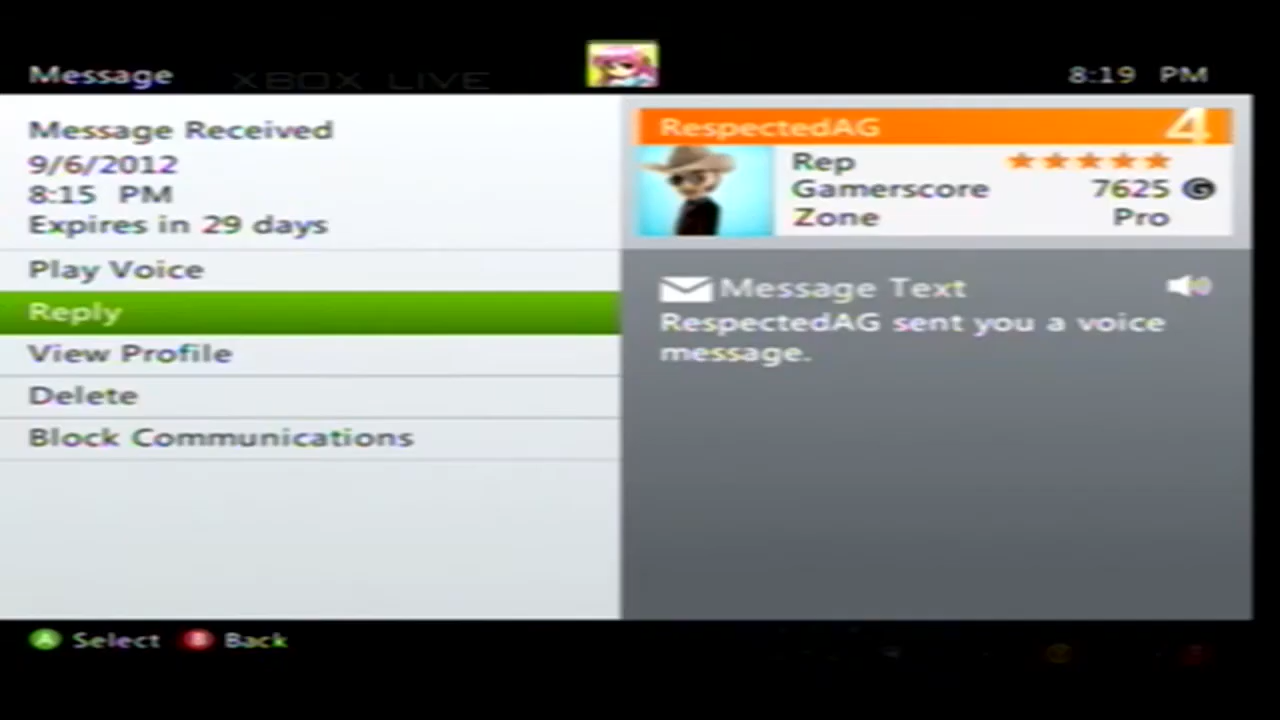 Message
XBOX LIVE
8:19 PM
Message Received
9/6/2012
8:15 PM
Expires in 29 days
Play Voice
Reply
View Profile
Delete
Block Communications
RespectedAG 4
Rep
Gamerscore 7625 G
Zone Pro
Message Text
RespectedAG sent you a voice
message.
A Select B Back